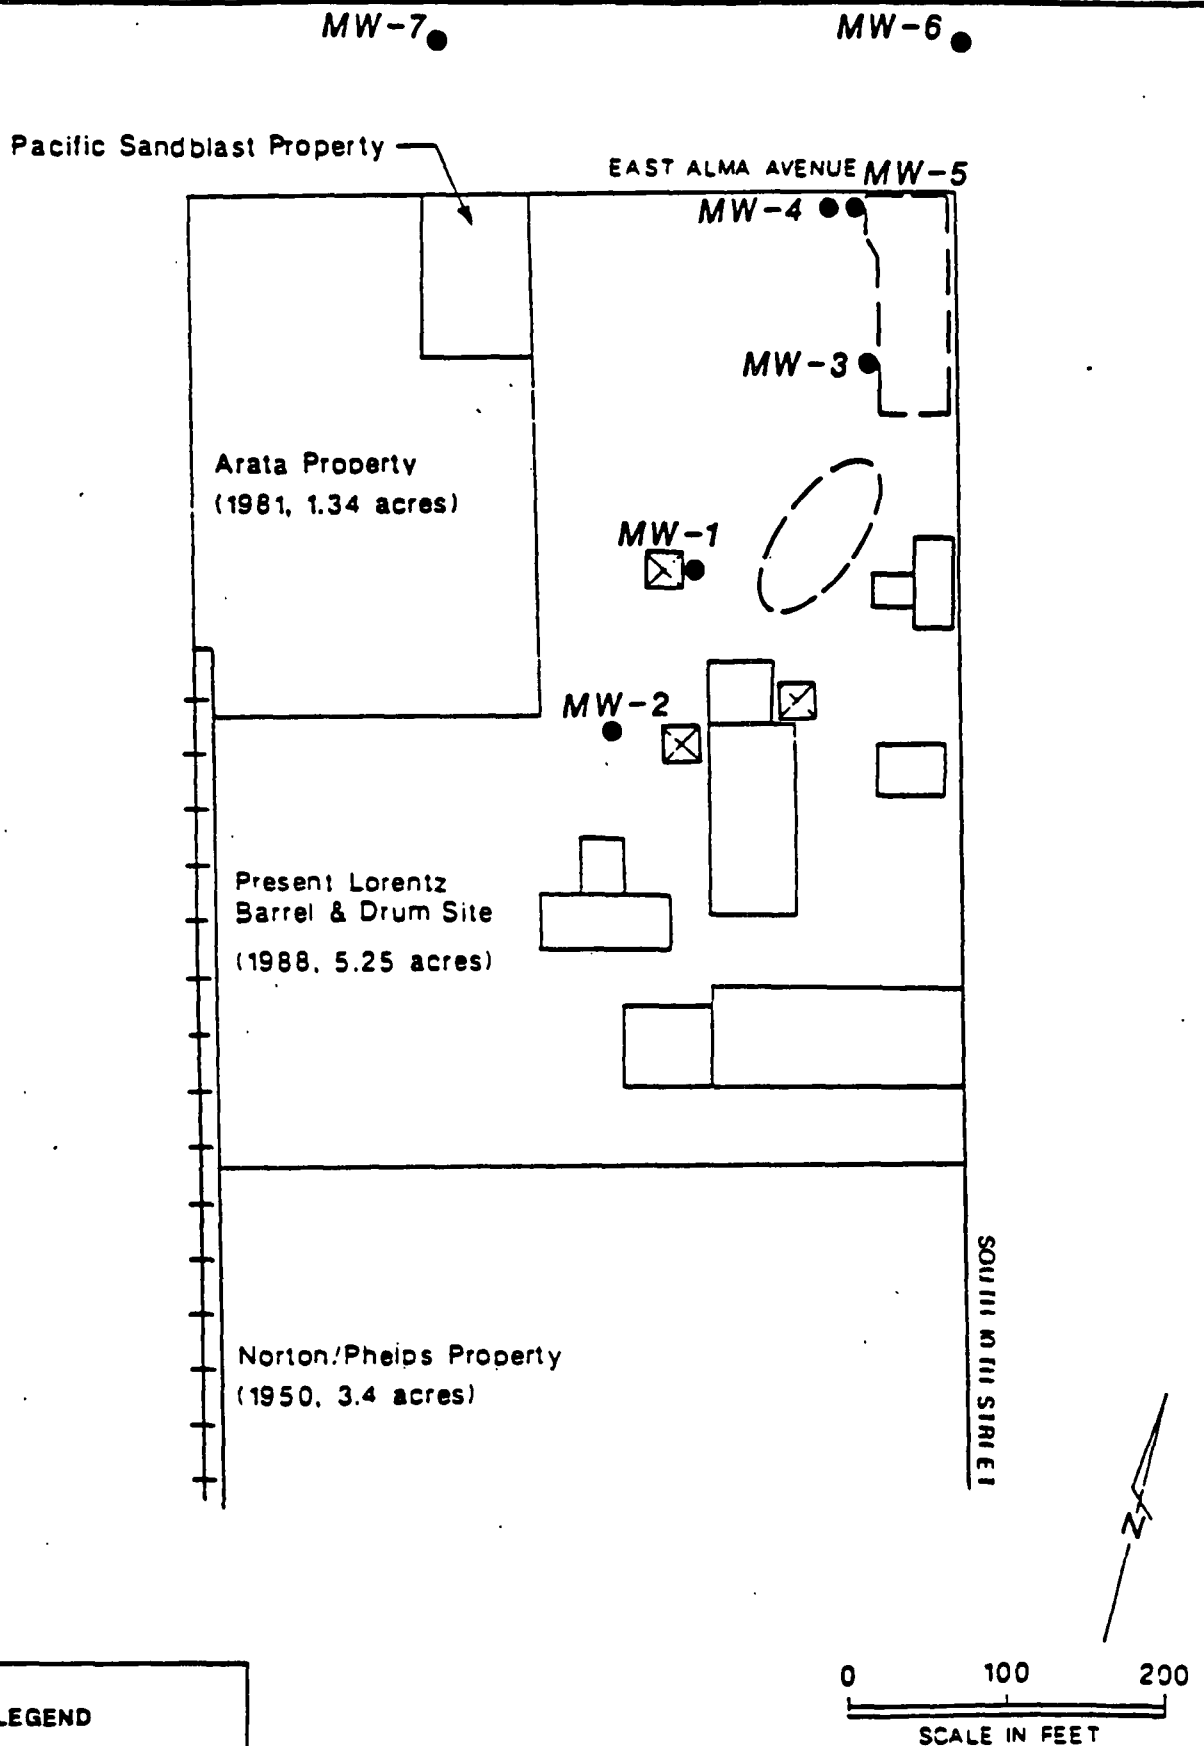 MW-7
MW-6
Pacific Sandblast Property
EAST ALMA AVENUE
MW-5
MW-4
MW-3
Arata Property
(1981, 1.34 acres)
MW-1
MW-2
Present Lorentz
Barrel & Drum Site
(1988, 5.25 acres)
SOUTH STREET
Norton/Phelps Property
(1950, 3.4 acres)
N
0 100 200
SCALE IN FEET
LEGEND